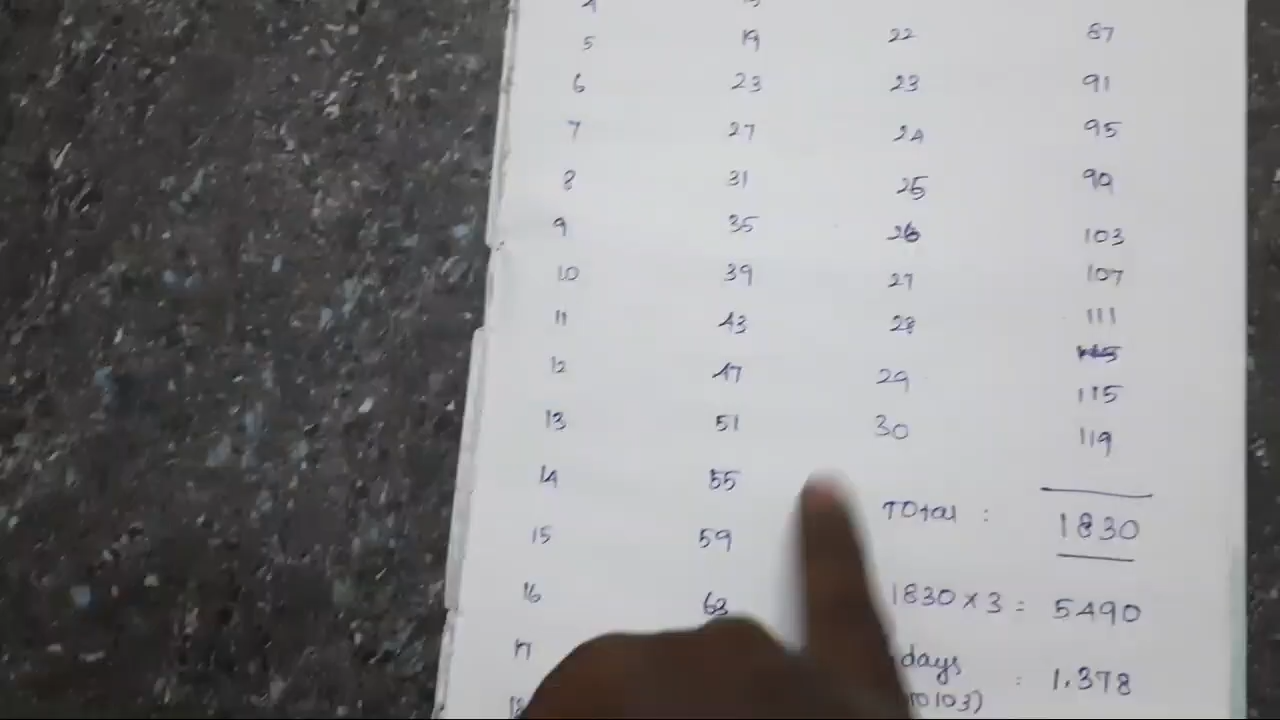 5 19 22 87
6 23 23 91
7 27 24 95
8 31 25 99
9 35 26 103
10 39 27 107
11 43 28 111
12 47 29 115
13 51 30 119
14 55
Total : 1830
15 59
16 63 1830 x 3 = 5490
17 days : 1.378